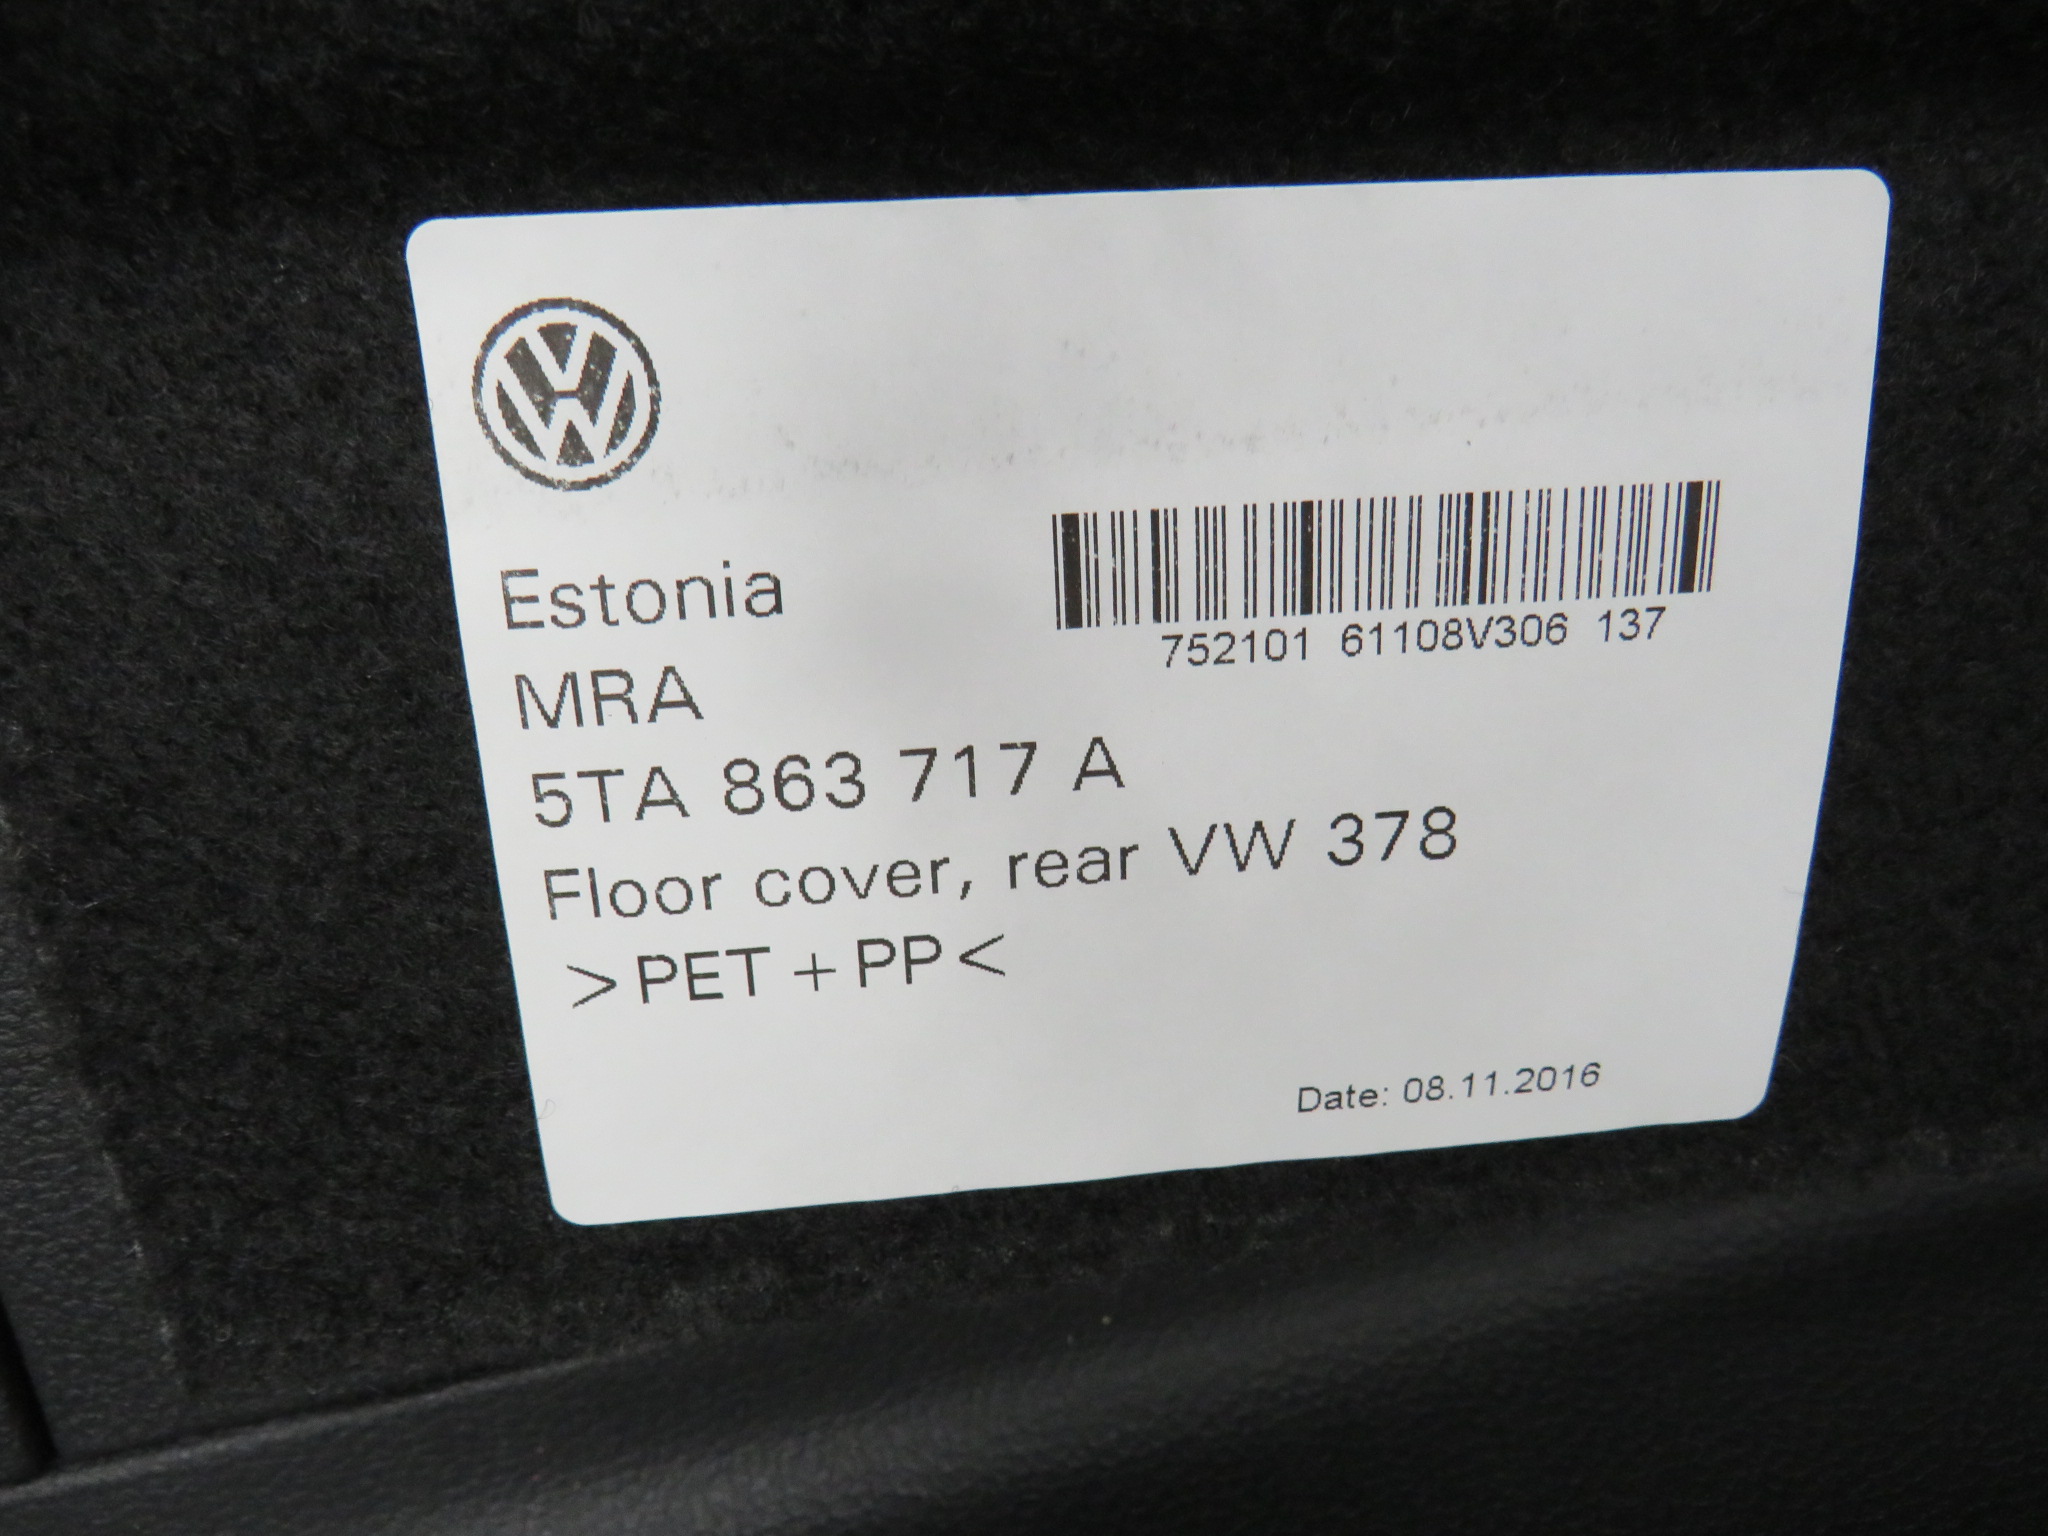 VW
Estonia
752101 61108V306 137
MRA
5TA 863 717 A
Floor cover, rear VW 378
>PET+PP<
Date: 08.11.2016